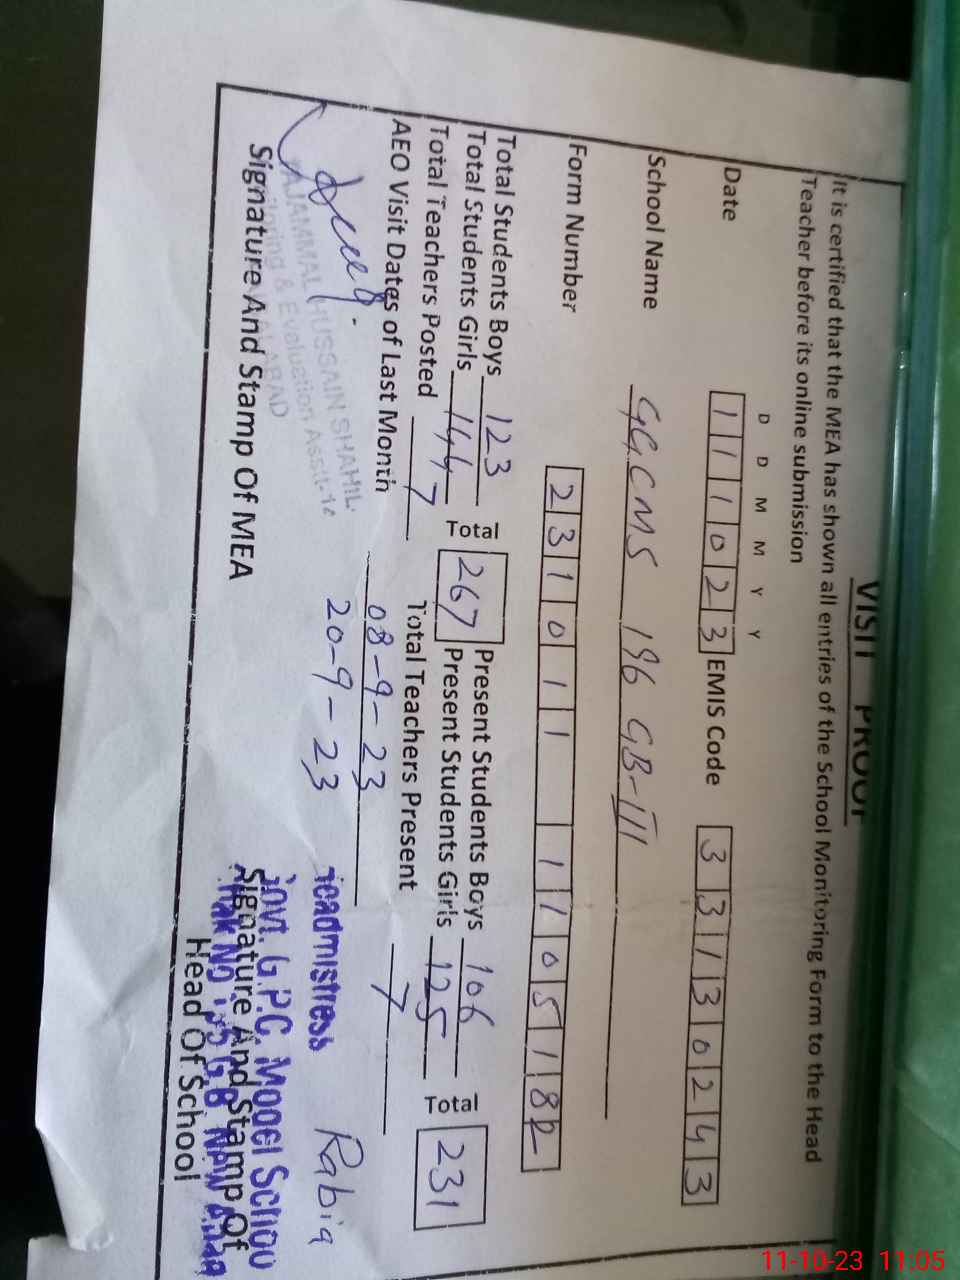 VISIT PROOF
It is certified that the MEA has shown all entries of the School Monitoring Form to the Head
Teacher before its online submission
D D M M Y Y
Date 1 1 1 0 2 3 EMIS Code 3 3 1 3 0 2 4 3
School Name GGCMS 196 GB-III
Form Number 2 3 1 0 1 1 1 1 0 5 1 8 2
Total Students Boys 123 Total 267 Present Students Boys 106 Total 231
Total Students Girls 144 Present Students Girls 125
Total Teachers Posted 7 Total Teachers Present 7
AEO Visit Dates of Last Month 08-9-23
20-9-23
TAJAMMAL HUSSAIN SHAHIL
& Evaluation
Signature And Stamp Of MEA
Headmistress Rabia
Govt. G.P.C. Model School
Signature And Stamp Of
Head Of School
11-10-23 11:05